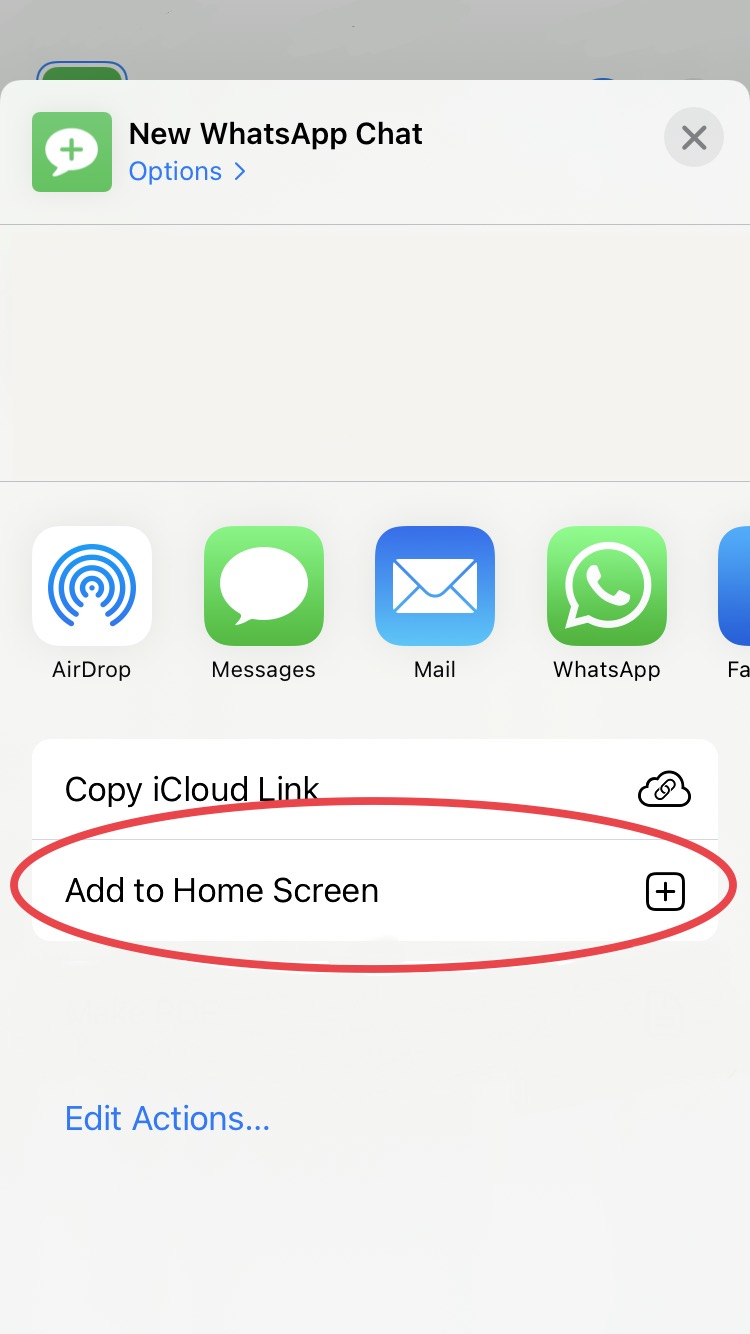 New WhatsApp Chat
Options
AirDrop
Messages
Mail
WhatsApp
Fa
Copy iCloud Link
Add to Home Screen
Edit Actions...